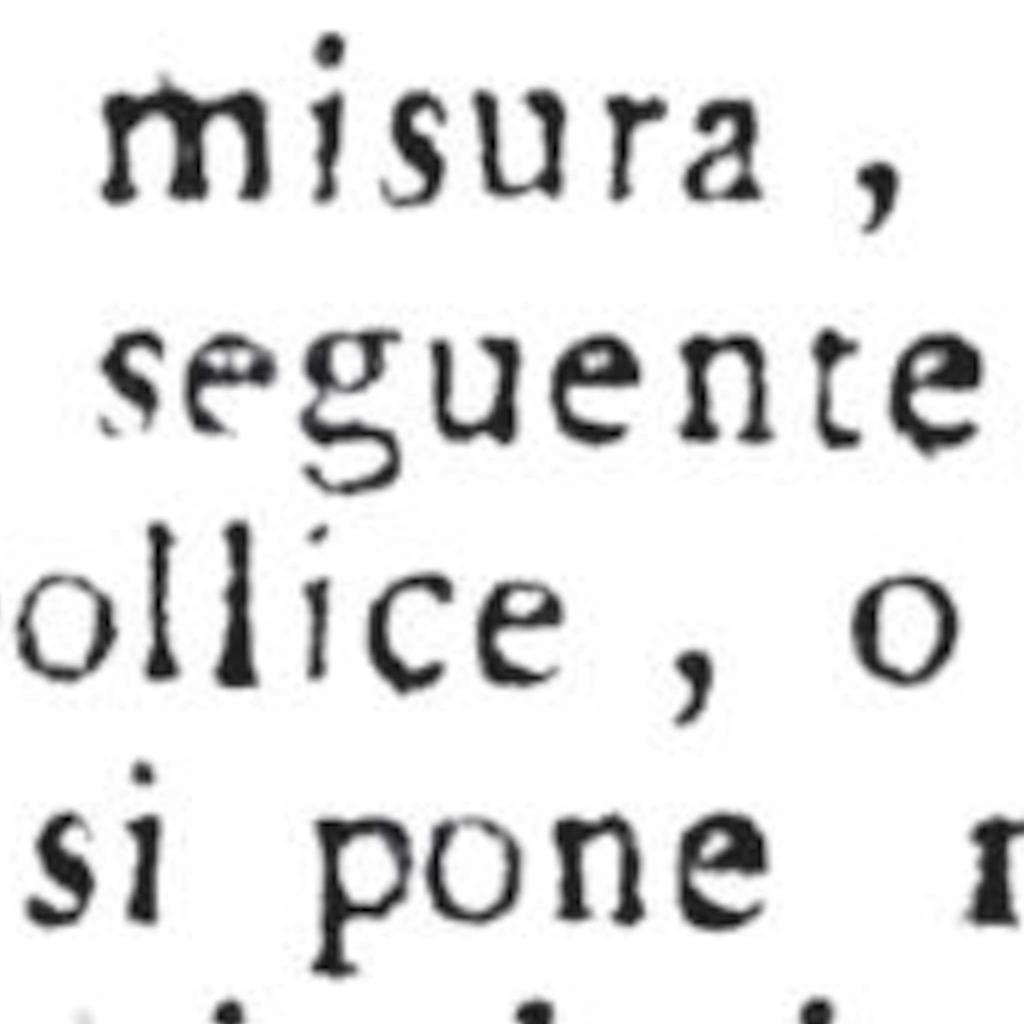 misura ,
seguente
ollice , o
si pone